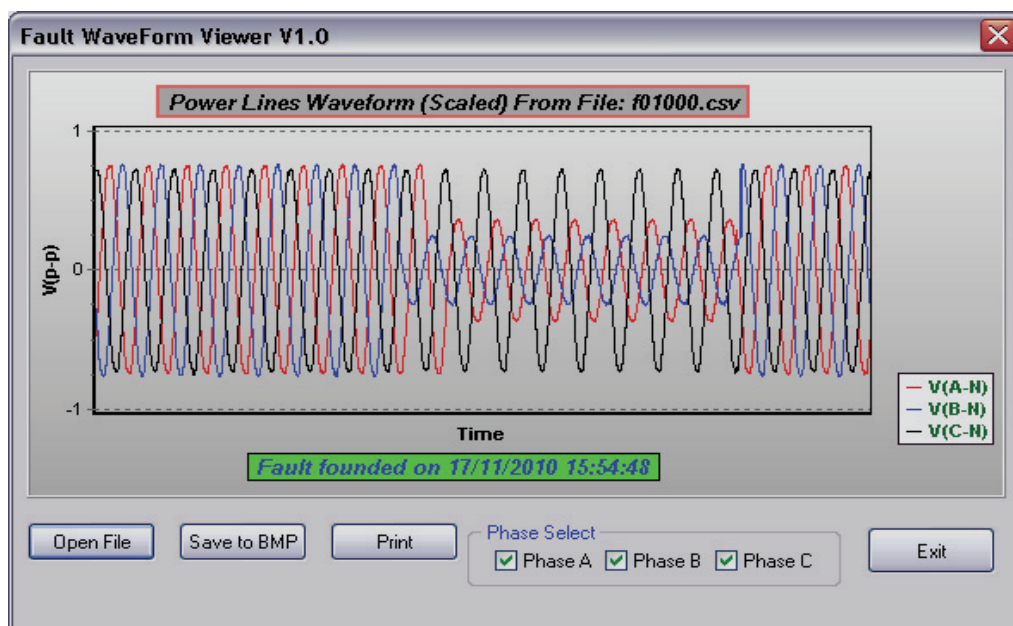 Fault WaveForm Viewer V1.0
Power Lines Waveform (Scaled) From File: f01000.csv
1
V(p-p)
0
-1
Time
V(A-N)
V(B-N)
V(C-N)
Fault founded on 17/11/2010 15:54:48
Open File
Save to BMP
Print
Phase Select
Phase A
Phase B
Phase C
Exit